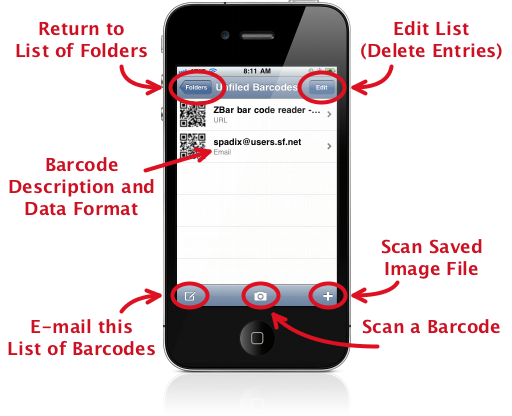 Return to
List of Folders
Edit List
(Delete Entries)
8:11 AM
Folders
Unfiled Barcodes
Edit
ZBar bar code reader -...
URL
spadix@users.sf.net
Email
Barcode
Description and
Data Format
Scan Saved
Image File
E-mail this
List of Barcodes
Scan a Barcode